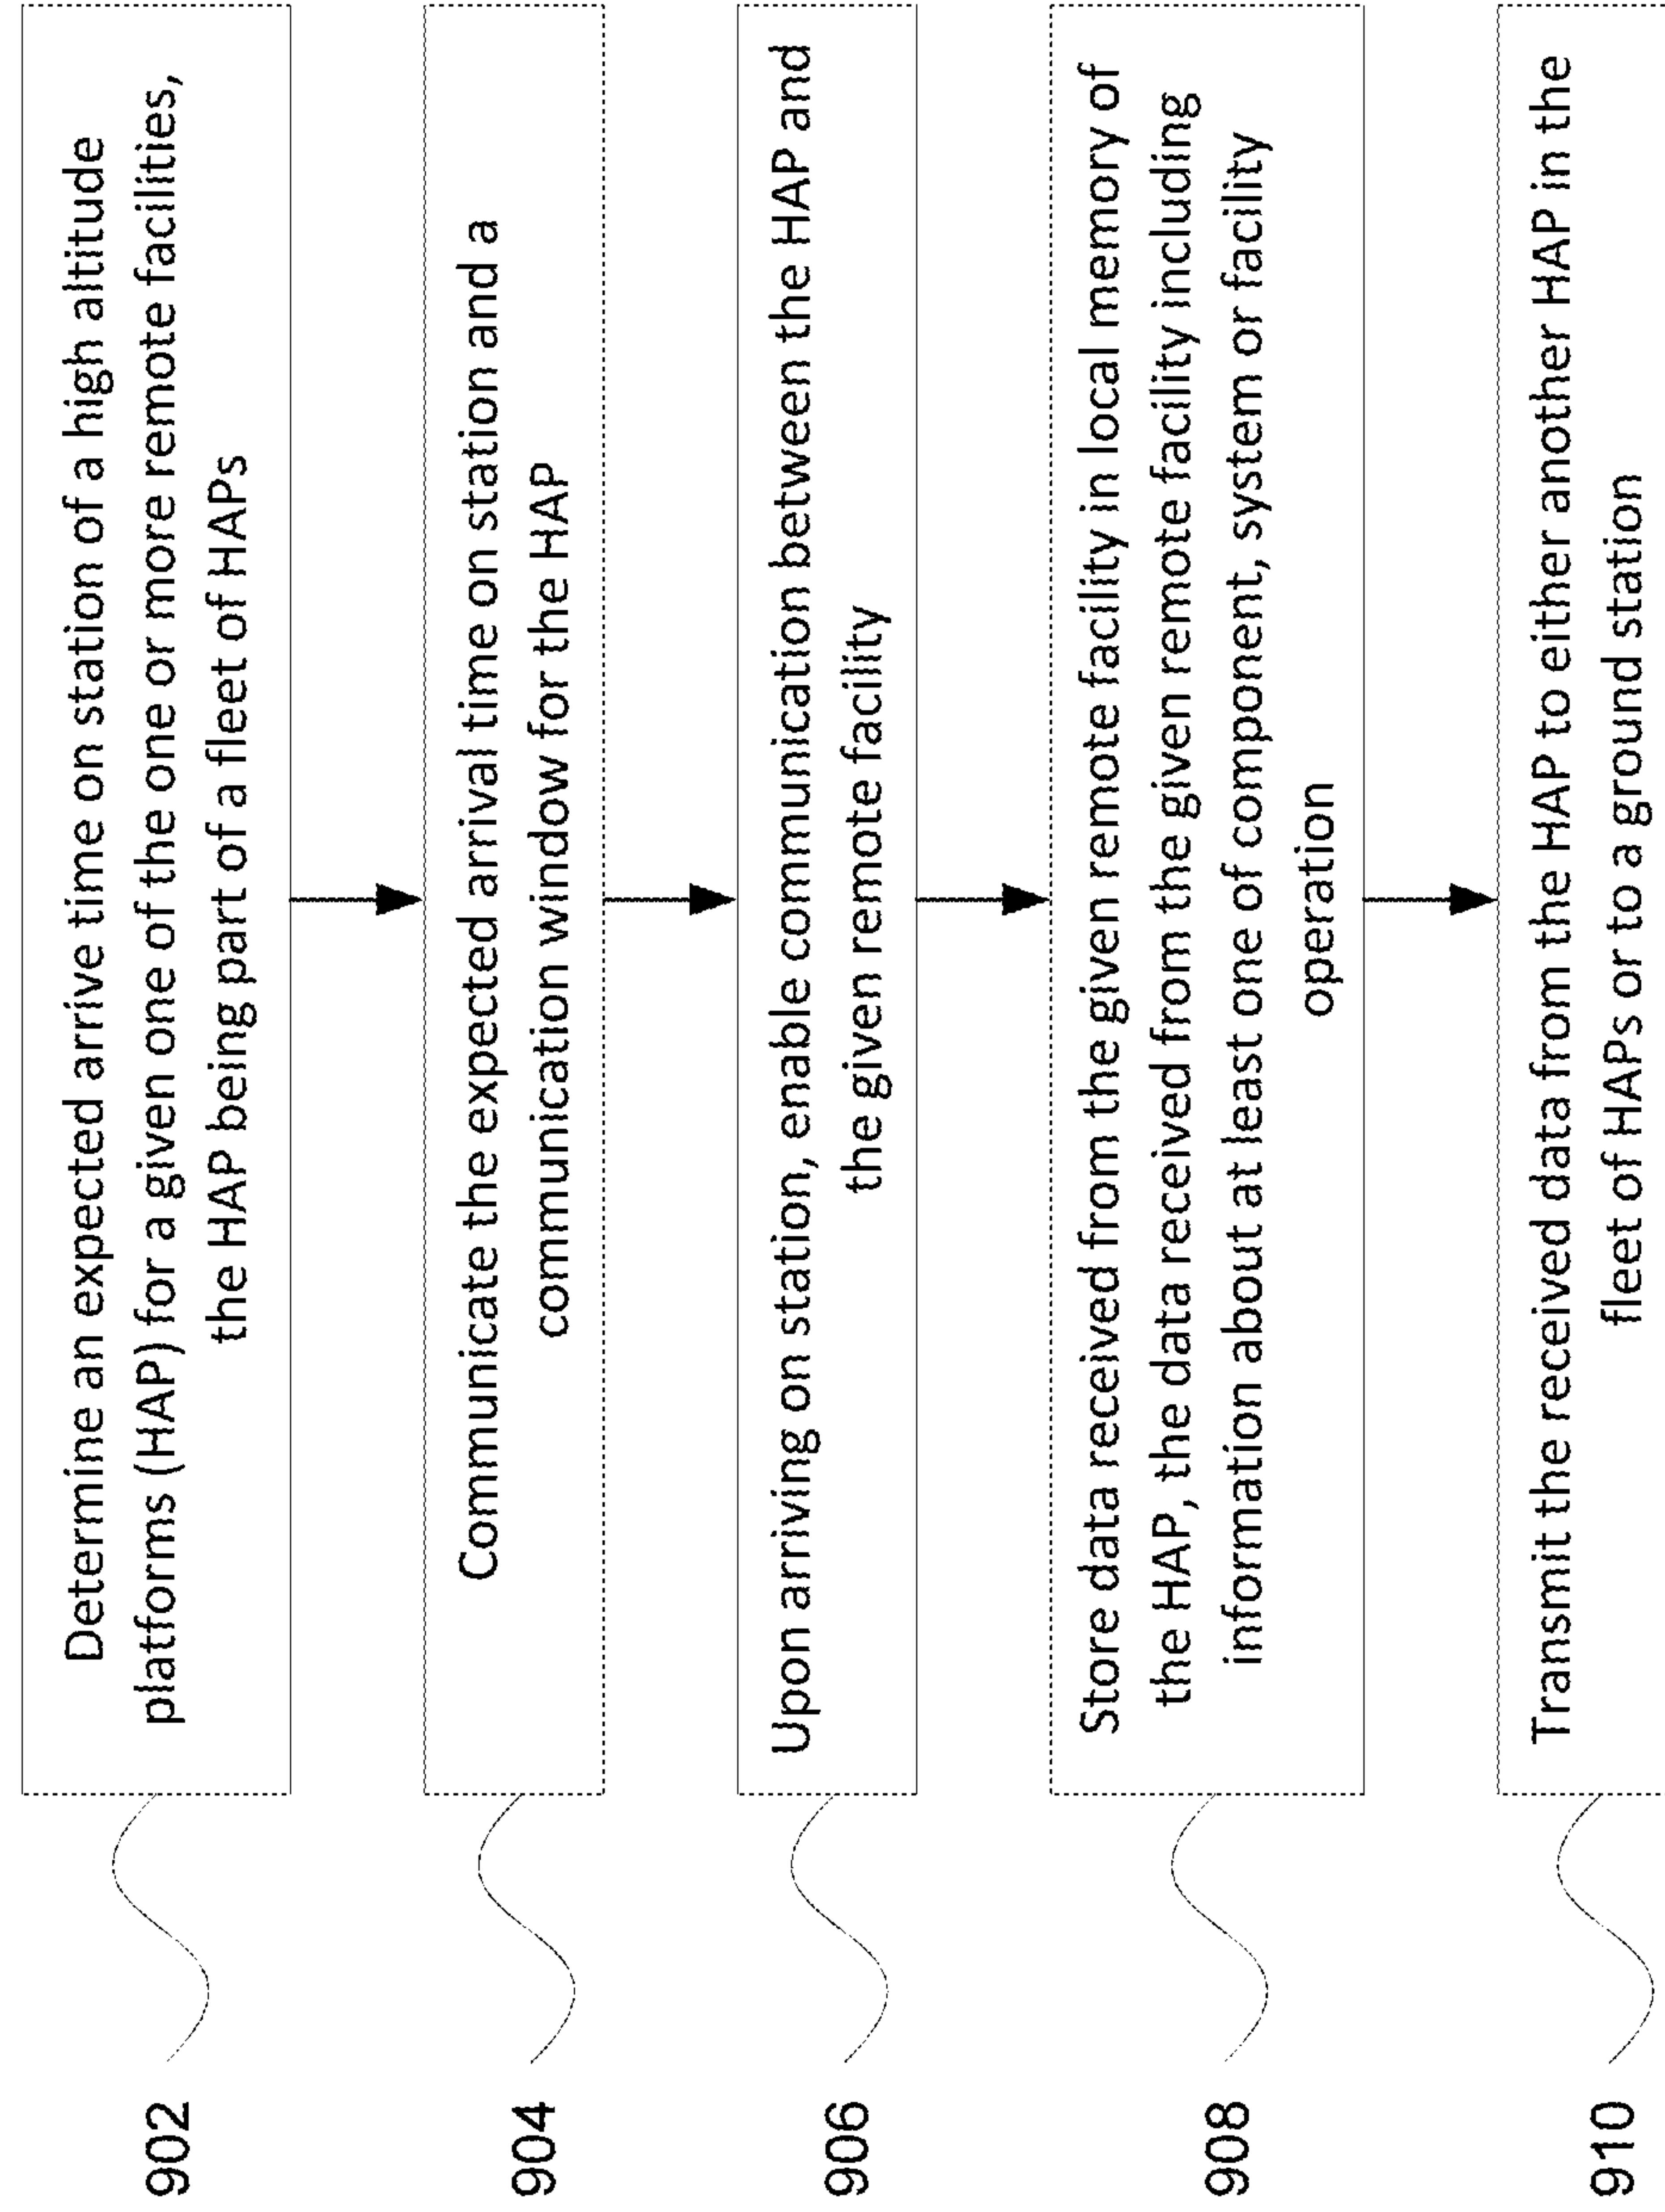 902
Determine an expected arrive time on station of a high altitude
platforms (HAP) for a given one of the one or more remote facilities,
the HAP being part of a fleet of HAPs
904
Communicate the expected arrival time on station and a
communication window for the HAP
906
Upon arriving on station, enable communication between the HAP and
the given remote facility
908
Store data received from the given remote facility in local memory of
the HAP, the data received from the given remote facility including
information about at least one of component, system or facility
operation
910
Transmit the received data from the HAP to either another HAP in the
fleet of HAPs or to a ground station